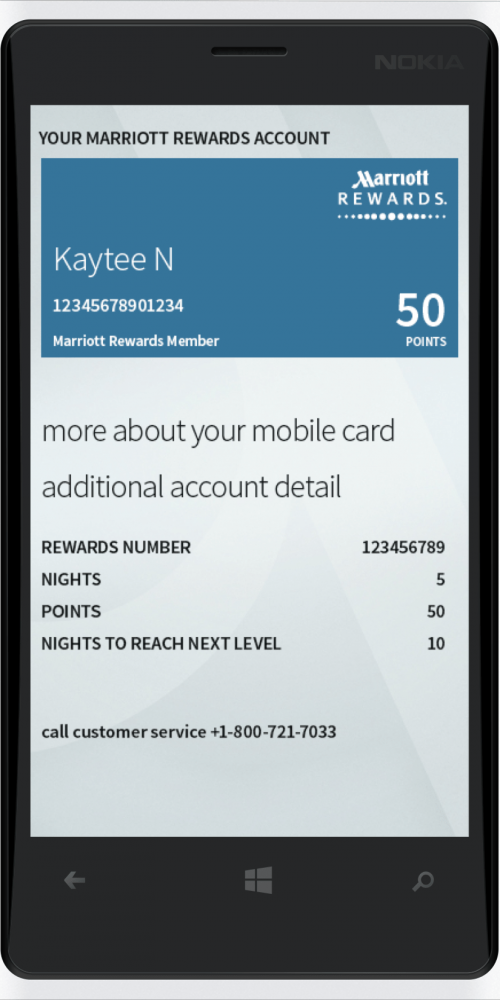 NOKIA
YOUR MARRIOTT REWARDS ACCOUNT
Marriott
REWARDS.
Kaytee N
12345678901234
50
Marriott Rewards Member
POINTS
more about your mobile card
additional account detail
REWARDS NUMBER 123456789
NIGHTS 5
POINTS 50
NIGHTS TO REACH NEXT LEVEL 10
call customer service +1-800-721-7033